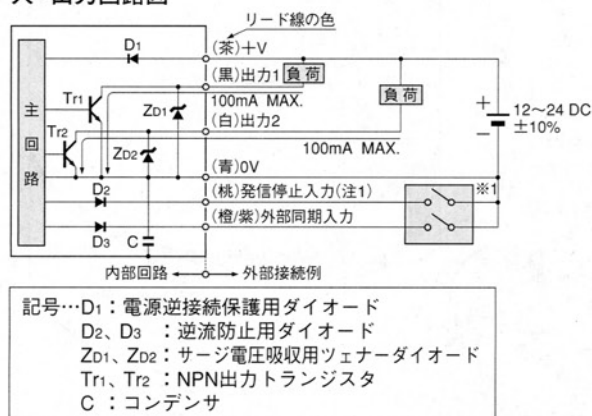 リード線の色
D1
(茶)＋V
(黒)出力1
負荷
100mA MAX.
負荷
Tr1
ZD1
主回路
(白)出力2
Tr2
100mA MAX.
ZD2
＋
－
12〜24 DC
±10%
(青)0V
D2
(桃)発信停止入力(注1)
※1
D3
(橙/紫)外部同期入力
C
内部回路 ← → 外部接続例
記号…D1：電源逆接続保護用ダイオード
D2、D3 ：逆流防止用ダイオード
ZD1、ZD2：サージ電圧吸収用ツェナーダイオード
Tr1、Tr2：NPN出力トランジスタ
C ：コンデンサ